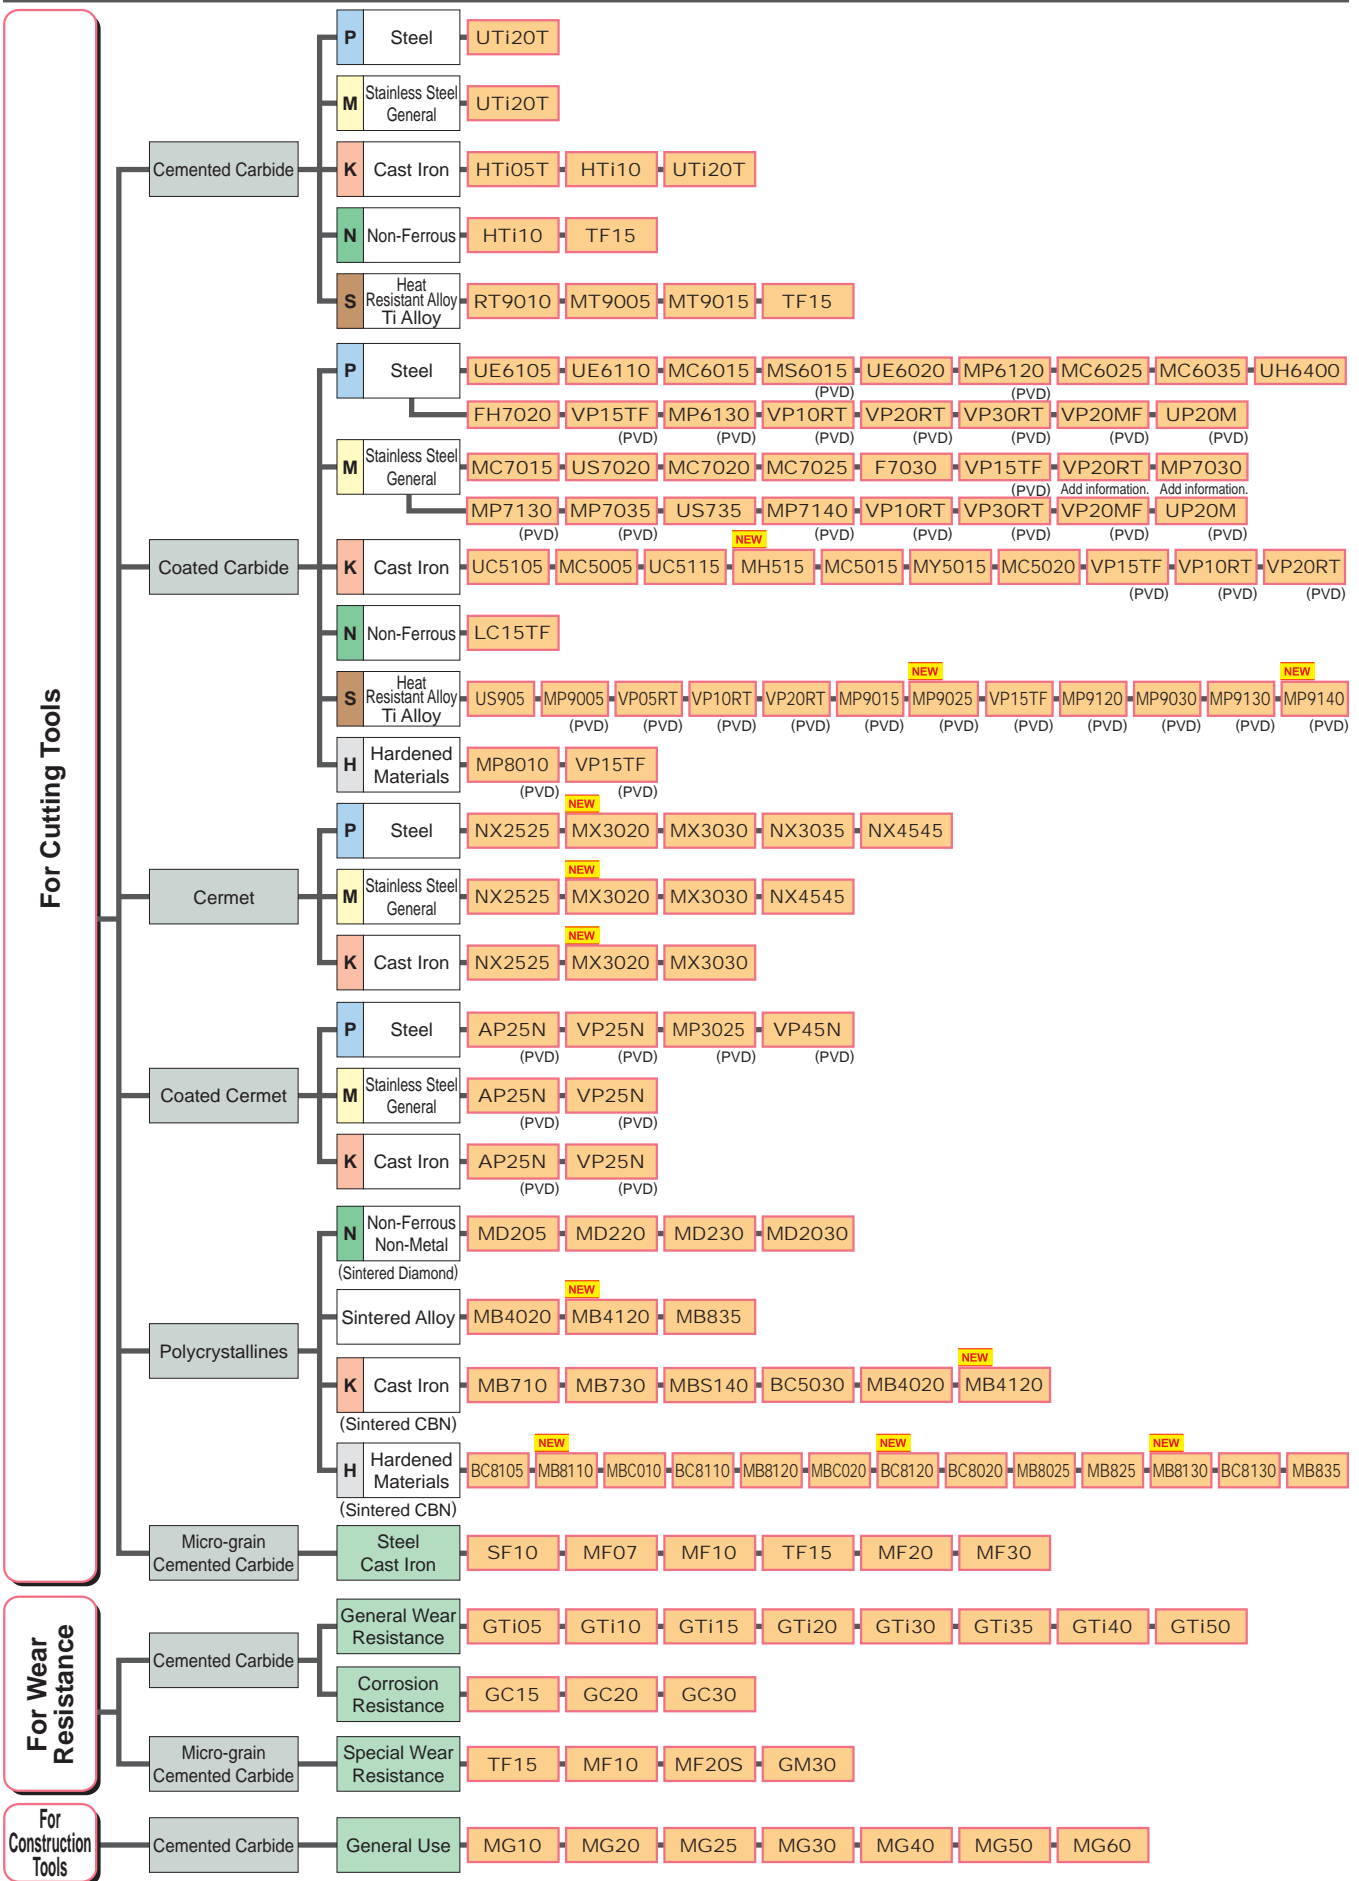 For Cutting Tools
Cemented Carbide
P Steel UTi20T
M Stainless Steel
General UTi20T
K Cast Iron HTi05T HTi10 UTi20T
N Non-Ferrous HTi10 TF15
S Heat
Resistant Alloy
Ti Alloy RT9010 MT9005 MT9015 TF15
Coated Carbide
P Steel UE6105 UE6110 MC6015 MS6015 UE6020 MP6120 MC6025 MC6035 UH6400
(PVD) (PVD)
FH7020 VP15TF MP6130 VP10RT VP20RT VP30RT VP20MF UP20M
(PVD) (PVD) (PVD) (PVD) (PVD) (PVD) (PVD)
M Stainless Steel
General MC7015 US7020 MC7020 MC7025 F7030 VP15TF VP20RT MP7030
(PVD) Add information. Add information.
MP7130 MP7035 US735 MP7140 VP10RT VP30RT VP20MF UP20M
(PVD) (PVD) (PVD) (PVD) (PVD) (PVD) (PVD)
NEW
K Cast Iron UC5105 MC5005 UC5115 MH515 MC5015 MY5015 MC5020 VP15TF VP10RT VP20RT
(PVD) (PVD) (PVD)
N Non-Ferrous LC15TF
NEW NEW
S Heat
Resistant Alloy
Ti Alloy US905 MP9005 VP05RT VP10RT VP20RT MP9015 MP9025 VP15TF MP9120 MP9030 MP9130 MP9140
(PVD) (PVD) (PVD) (PVD) (PVD) (PVD) (PVD) (PVD) (PVD) (PVD) (PVD)
H Hardened
Materials MP8010 VP15TF
(PVD) (PVD)
Cermet
NEW
P Steel NX2525 MX3020 MX3030 NX3035 NX4545
NEW
M Stainless Steel
General NX2525 MX3020 MX3030 NX4545
NEW
K Cast Iron NX2525 MX3020 MX3030
Coated Cermet
P Steel AP25N VP25N MP3025 VP45N
(PVD) (PVD) (PVD) (PVD)
M Stainless Steel
General AP25N VP25N
(PVD) (PVD)
K Cast Iron AP25N VP25N
(PVD) (PVD)
Polycrystallines
N Non-Ferrous
Non-Metal MD205 MD220 MD230 MD2030
(Sintered Diamond)
NEW
Sintered Alloy MB4020 MB4120 MB835
NEW
K Cast Iron MB710 MB730 MBS140 BC5030 MB4020 MB4120
(Sintered CBN)
NEW NEW NEW
H Hardened
Materials BC8105 MB8110 MBC010 BC8110 MB8120 MBC020 BC8120 BC8020 MB8025 MB825 MB8130 BC8130 MB835
(Sintered CBN)
Micro-grain
Cemented Carbide
Steel
Cast Iron SF10 MF07 MF10 TF15 MF20 MF30
For Wear
Resistance
Cemented Carbide
General Wear
Resistance GTi05 GTi10 GTi15 GTi20 GTi30 GTi35 GTi40 GTi50
Corrosion
Resistance GC15 GC20 GC30
Micro-grain
Cemented Carbide
Special Wear
Resistance TF15 MF10 MF20S GM30
For
Construction
Tools
Cemented Carbide
General Use MG10 MG20 MG25 MG30 MG40 MG50 MG60